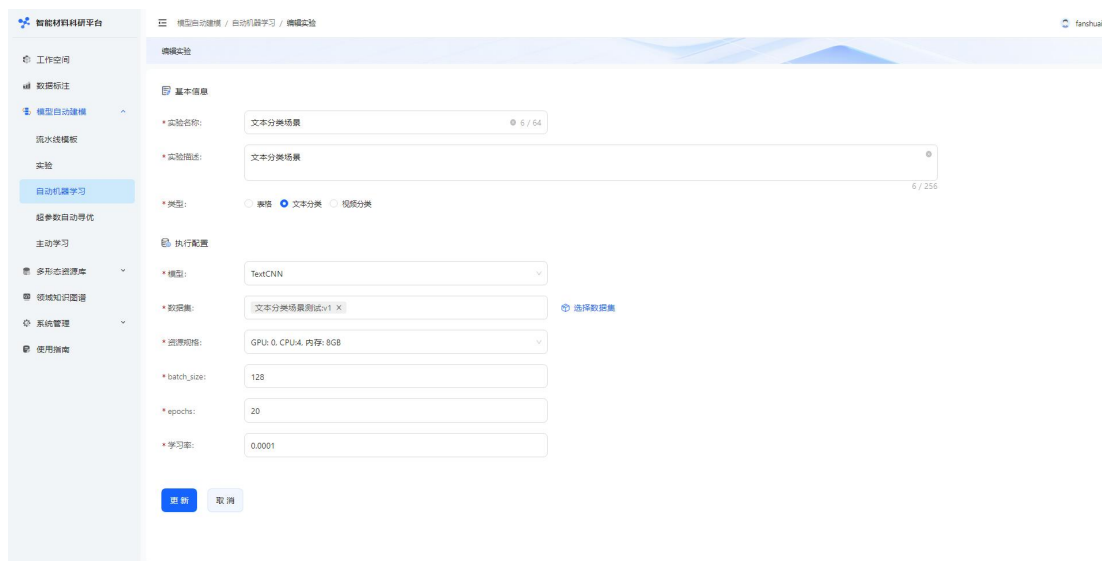 智能材料科研平台
模型自动建模 / 自动机器学习 / 编辑实验
fanshuai
工作空间
数据标注
模型自动建模
流水线模板
实验
自动机器学习
超参数自动寻优
主动学习
多形态资源库
领域知识图谱
系统管理
使用指南
编辑实验
基本信息
* 实验名称: 文本分类场景 6 / 64
* 实验描述: 文本分类场景
6 / 256
* 类型: 表格 文本分类 视频分类
执行配置
* 模型: TextCNN
* 数据集: 文本分类场景测试:v1 × 选择数据集
* 资源规格: GPU: 0, CPU:4, 内存: 8GB
* batch_size: 128
* epochs: 20
* 学习率: 0.0001
更新 取消